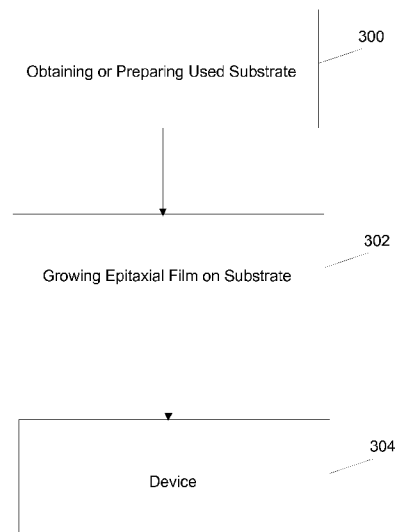 300
Obtaining or Preparing Used Substrate
302
Growing Epitaxial Film on Substrate
304
Device